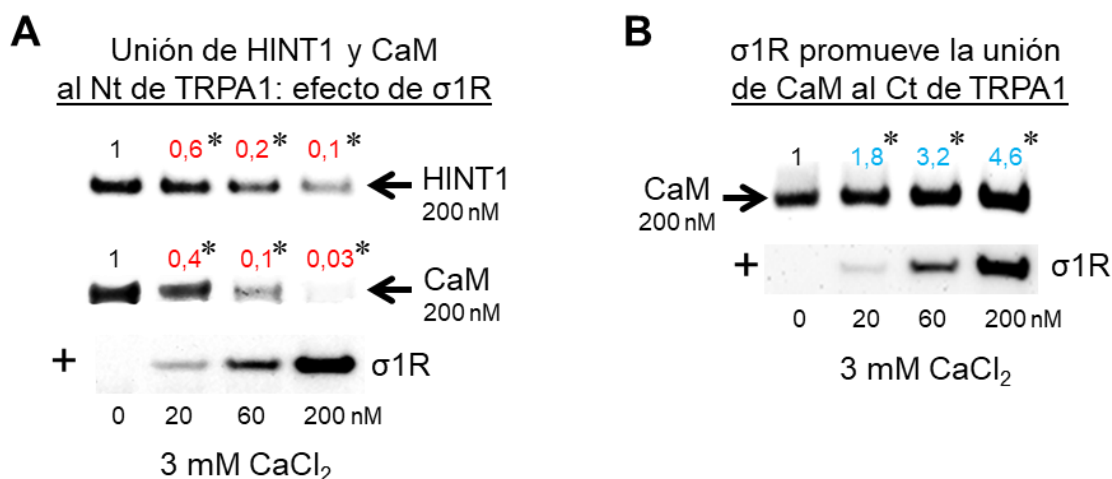 A
Unión de HINT1 y CaM
al Nt de TRPA1: efecto de σ1R
1 0,6* 0,2* 0,1*
HINT1
200 nM
1 0,4* 0,1* 0,03*
CaM
200 nM
+ σ1R
0 20 60 200 nM
3 mM CaCl₂
B
σ1R promueve la unión
de CaM al Ct de TRPA1
1 1,8* 3,2* 4,6*
CaM
200 nM
+ σ1R
0 20 60 200 nM
3 mM CaCl₂